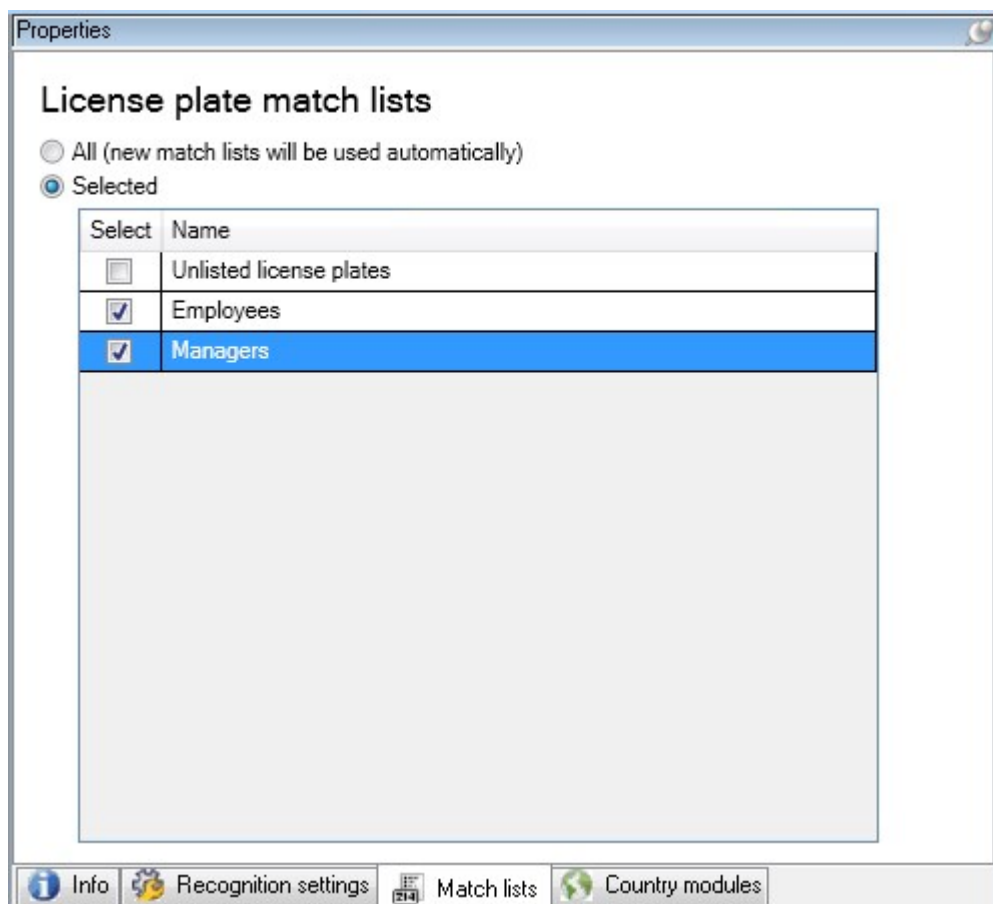 Properties
License plate match lists
All (new match lists will be used automatically)
Selected
Select Name
Unlisted license plates
Employees
Managers
Info Recognition settings Match lists Country modules